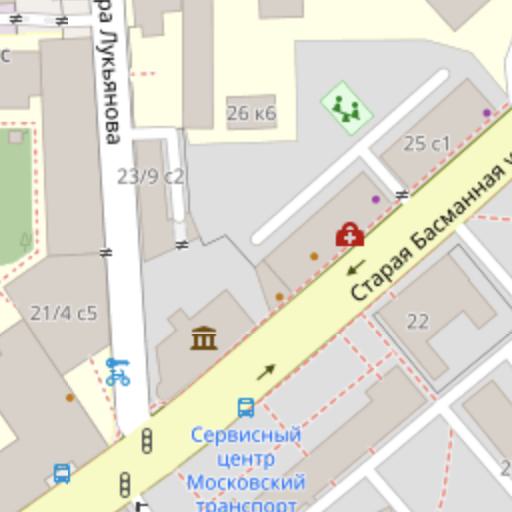 ра Лукьянова
с
26 к6
25 с1
23/9 с2
Старая Басманная у
21/4 с5
22
Сервисный
центр
Московский
транспорт
2